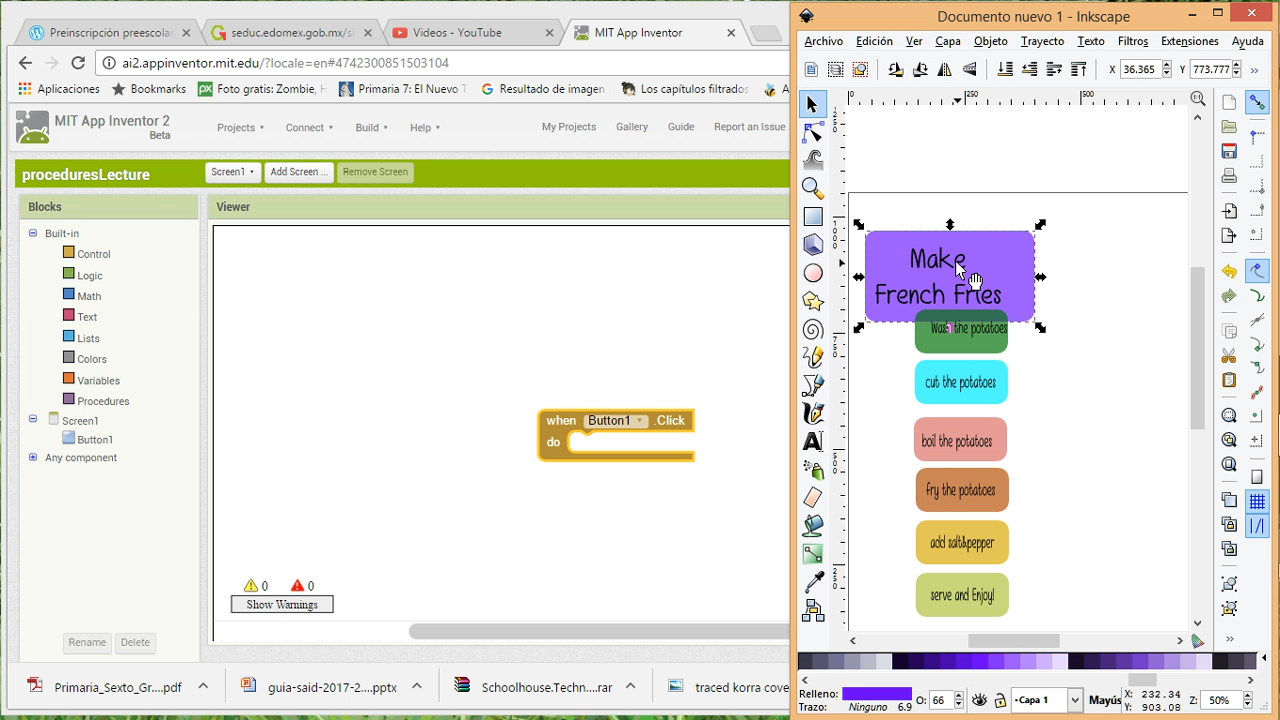 Preinscripción preescolar
seduc.edomex.gob.mx/si
Videos - YouTube
MIT App Inventor
ai2.appinventor.mit.edu/?locale=en#4742300851503104
Aplicaciones
Bookmarks
Foto gratis: Zombie, H
Primaria 7: El Nuevo T
Resultado de imagen
Los capítulos filtrados
A
MIT App Inventor 2
Beta
Projects
Connect
Build
Help
My Projects
Gallery
Guide
Report an Issue
proceduresLecture
Screen1
Add Screen ...
Remove Screen
Blocks
Viewer
Built-in
Control
Logic
Math
Text
Lists
Colors
Variables
Procedures
Screen1
Button1
Any component
Rename
Delete
when Button1 .Click
do
0 0
Show Warnings
Primaria_Sexto_Gr....pdf
guia-said-2017-2....pptx
Schoolhouse.Techn....rar
traced korra cove
Documento nuevo 1 - Inkscape
Archivo Edición Ver Capa Objeto Trayecto Texto Filtros Extensiones Ayuda
X 36.365 Y 773.777
0 250 500
Make
French Fries
Wash the potatoes
cut the potatoes
boil the potatoes
fry the potatoes
add salt&pepper
serve and Enjoy!
Relleno:
Trazo: Ninguno 6.9
O: 66
Capa 1
Mayús
X: 232.34
Y: 903.08
Z: 50%